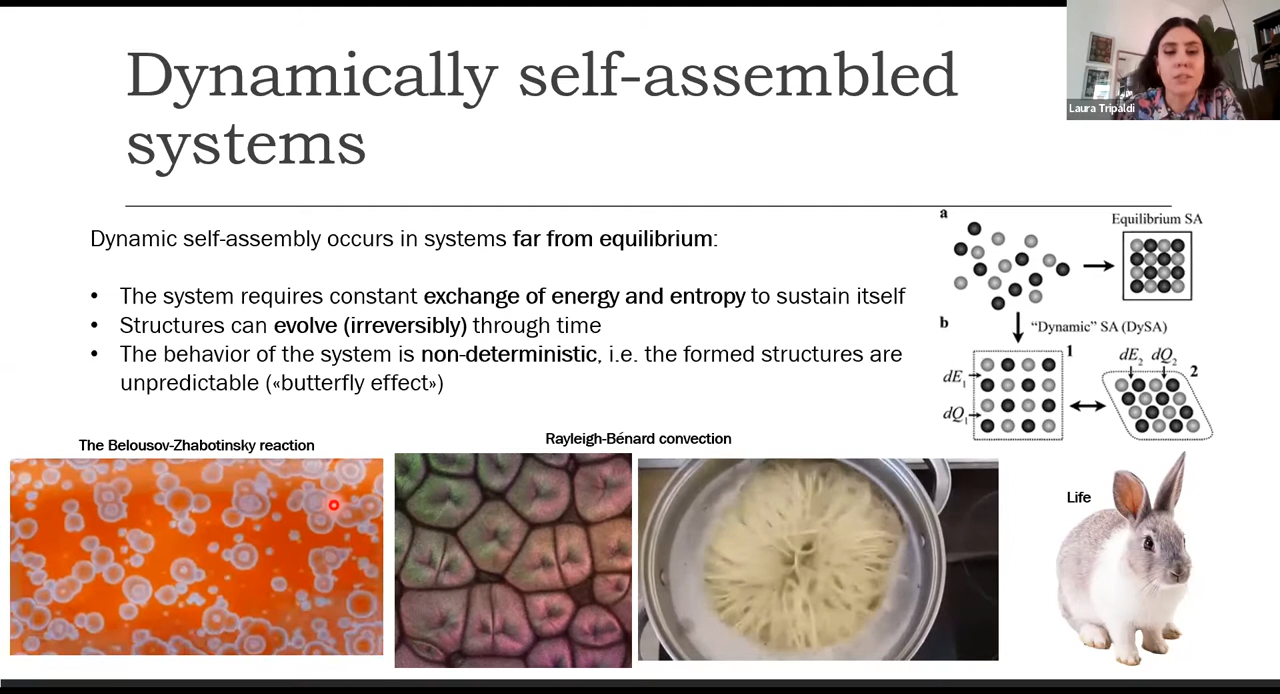 Dynamically self-assembled
systems
Laura Tripaldi
Dynamic self-assembly occurs in systems far from equilibrium:
• The system requires constant exchange of energy and entropy to sustain itself
• Structures can evolve (irreversibly) through time
• The behavior of the system is non-deterministic, i.e. the formed structures are
unpredictable («butterfly effect»)
a
Equilibrium SA
b
"Dynamic" SA (DySA)
1
dE1
dQ1
dE2 dQ2
2
The Belousov-Zhabotinsky reaction
Rayleigh-Bénard convection
Life